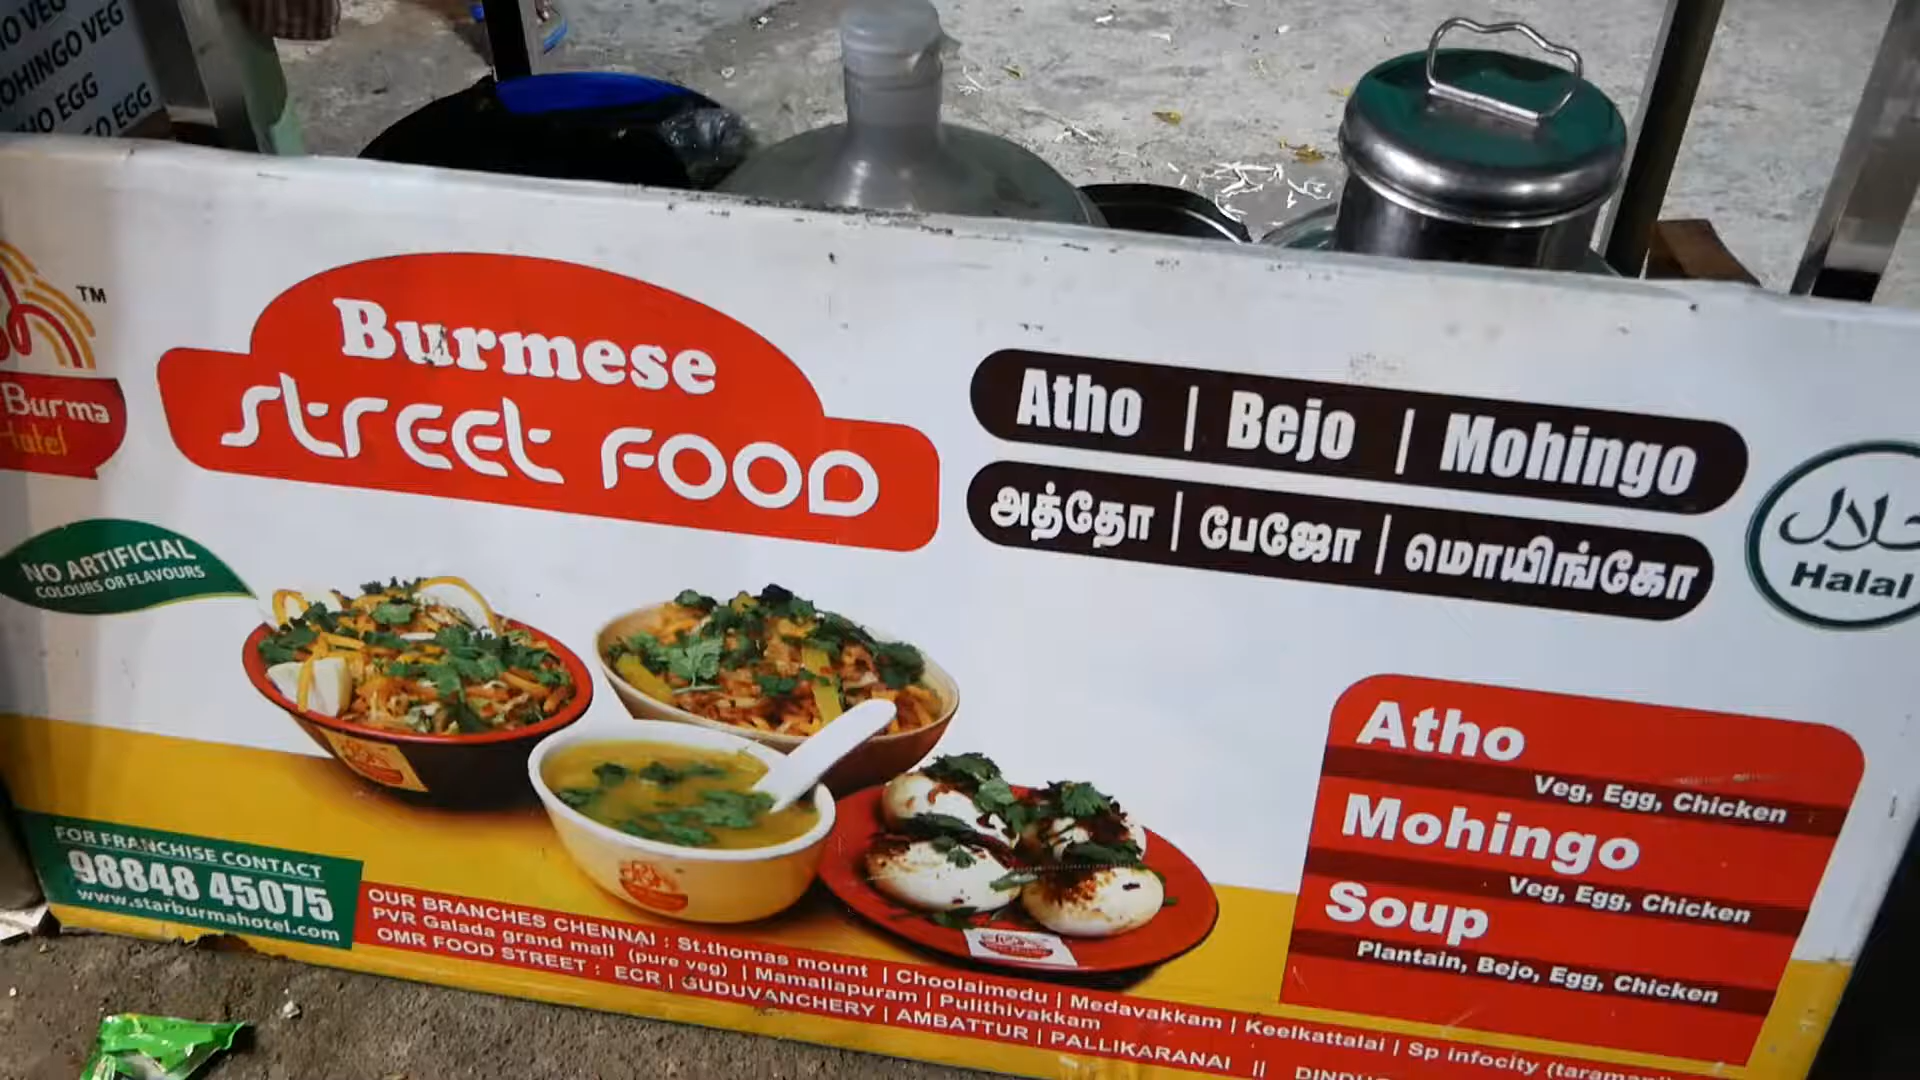 VEG
MOHINGO VEG
EGG
EGG
TM
Burma
Hotel
Burmese
Street Food
Atho | Bejo | Mohingo
அத்தோ | பேஜோ | மொயிங்கோ
حلال
Halal
NO ARTIFICIAL
COLOURS OR FLAVOURS
Atho
Veg, Egg, Chicken
Mohingo
Veg, Egg, Chicken
Soup
Plantain, Bejo, Egg, Chicken
FOR FRANCHISE CONTACT
98848 45075
www.starburmahotel.com
OUR BRANCHES CHENNAI : St.thomas mount | Choolalmedu | Medavakkam | Keelkattalai | Sp infocity
PVR Galada grand mall (pure veg) | Mamallapuram | Pulithivakkam
OMR FOOD STREET : ECR | GUDUVANCHERY | AMBATTUR | PALLIKARANAI ||